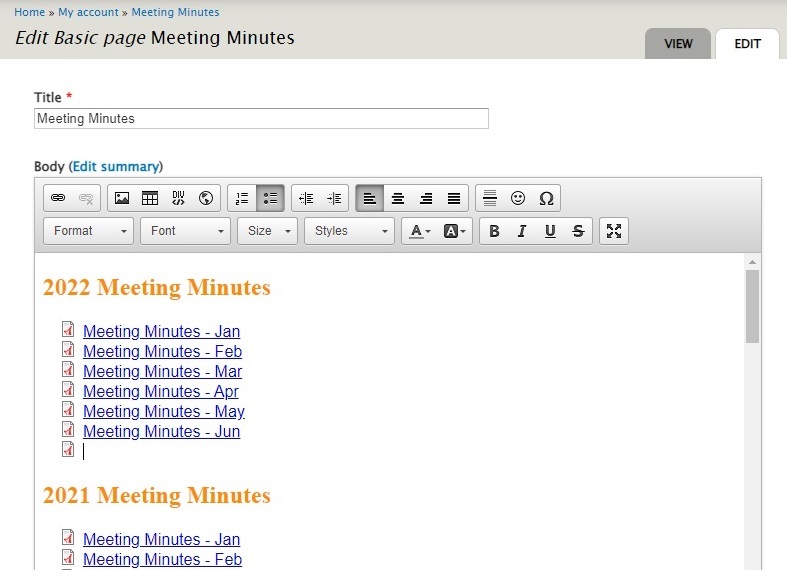 Home » My account » Meeting Minutes
Edit Basic page Meeting Minutes
VIEW
EDIT
Title *
Meeting Minutes
Body (Edit summary)
DIV
Ω
Format
Font
Size
Styles
A
A
B
I
U
S
2022 Meeting Minutes
Meeting Minutes - Jan
Meeting Minutes - Feb
Meeting Minutes - Mar
Meeting Minutes - Apr
Meeting Minutes - May
Meeting Minutes - Jun
2021 Meeting Minutes
Meeting Minutes - Jan
Meeting Minutes - Feb